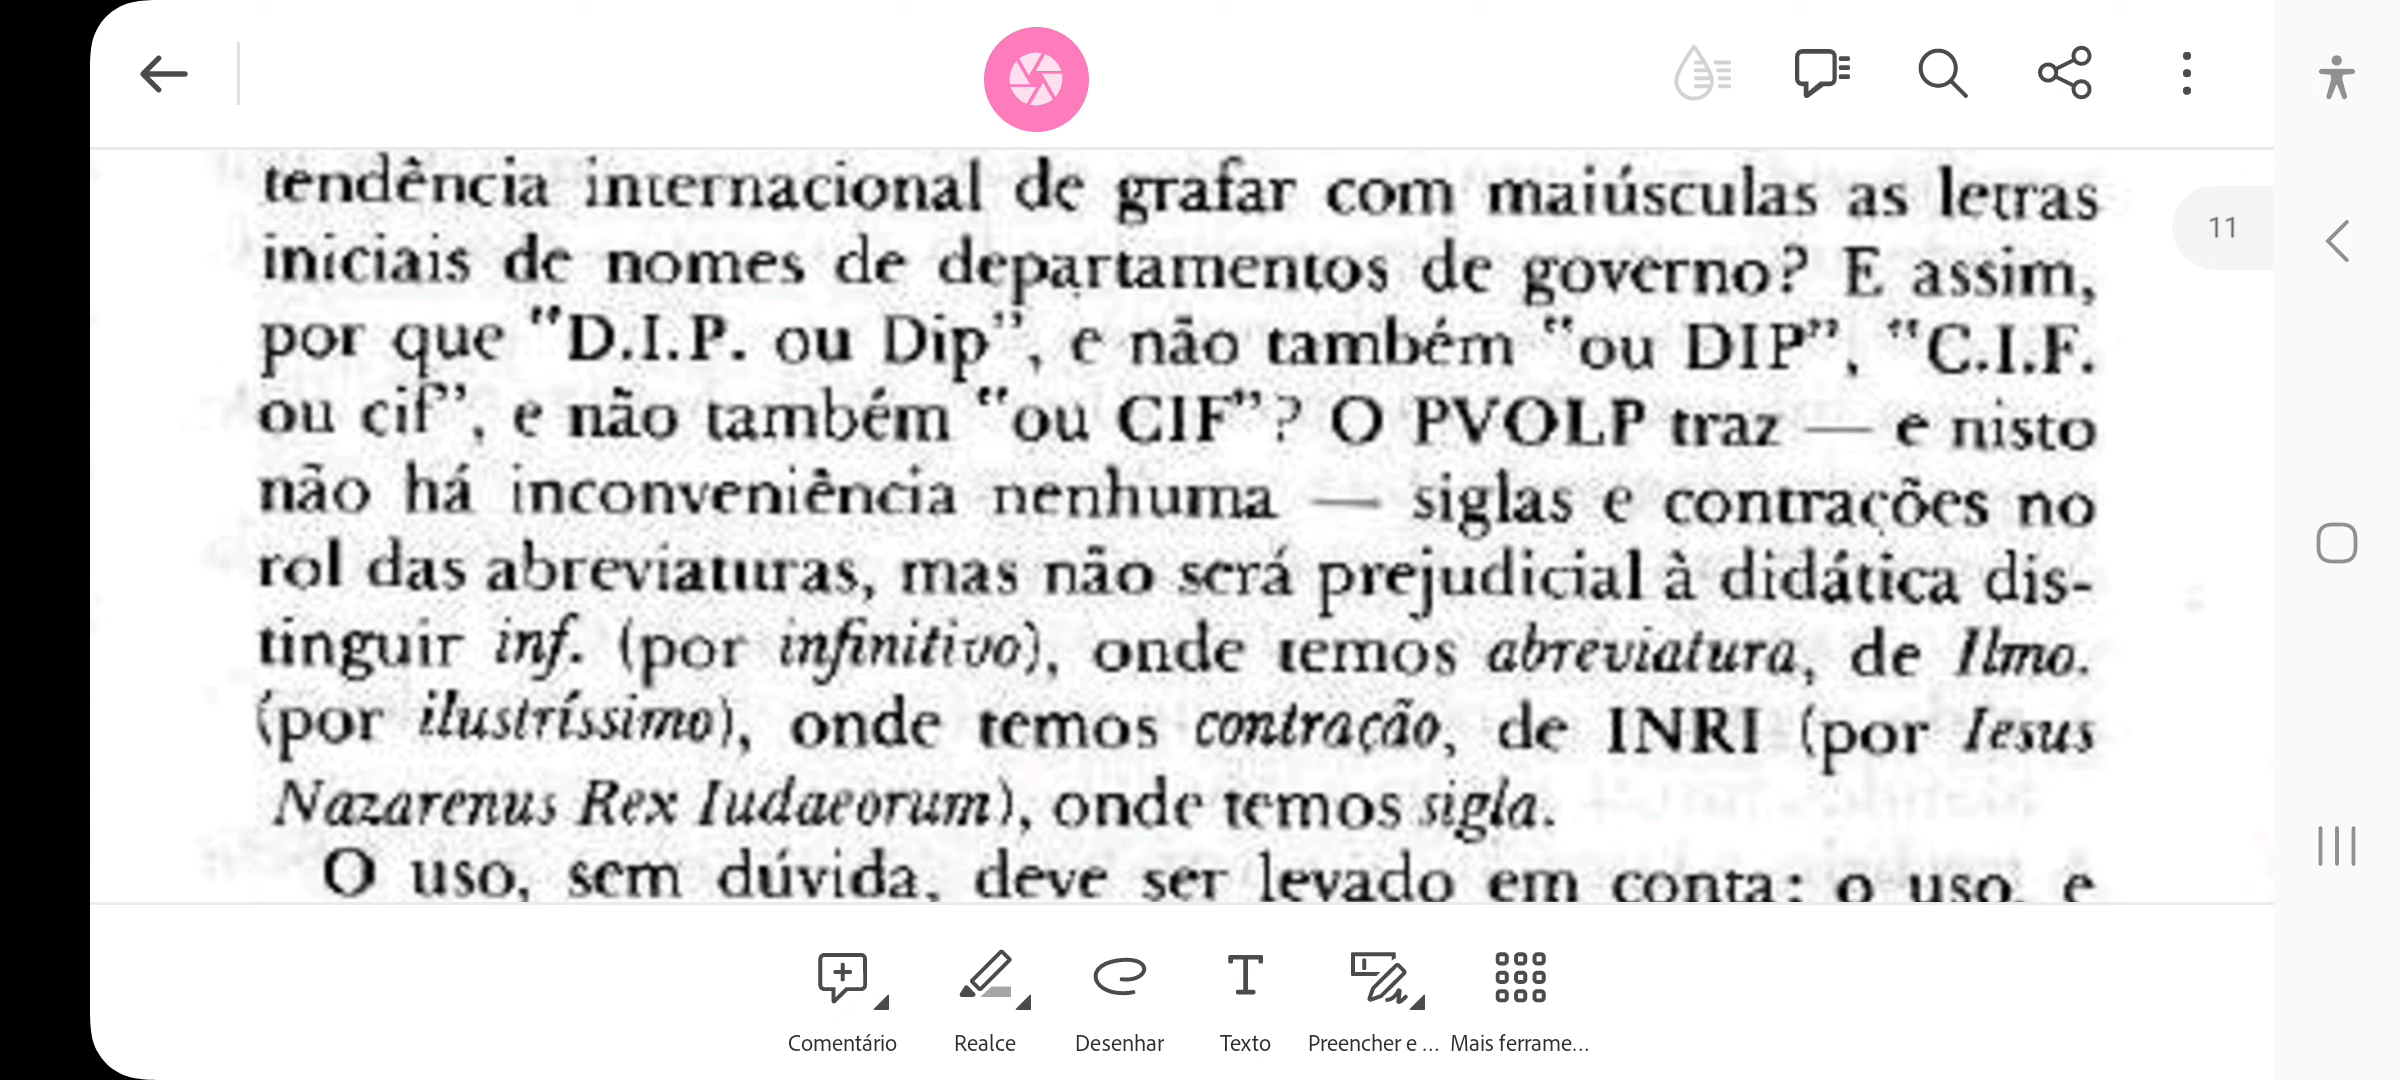 11
tendência internacional de grafar com maiúsculas as letras
iniciais de nomes de departamentos de governo? E assim,
por que "D.I.P. ou Dip", e não também "ou DIP", "C.I.F.
ou cif", e não também "ou CIF"? O PVOLP traz — e nisto
não há inconveniência nenhuma — siglas e contrações no
rol das abreviaturas, mas não será prejudicial à didática dis-
tinguir inf. (por infinitivo), onde temos abreviatura, de Ilmo.
(por ilustríssimo), onde temos contração, de INRI (por Iesus
Nazarenus Rex Iudaeorum), onde temos sigla.
O uso, sem dúvida, deve ser levado em conta; o uso, e
Comentário
Realce
Desenhar
Texto
Preencher e ...
Mais ferrame...